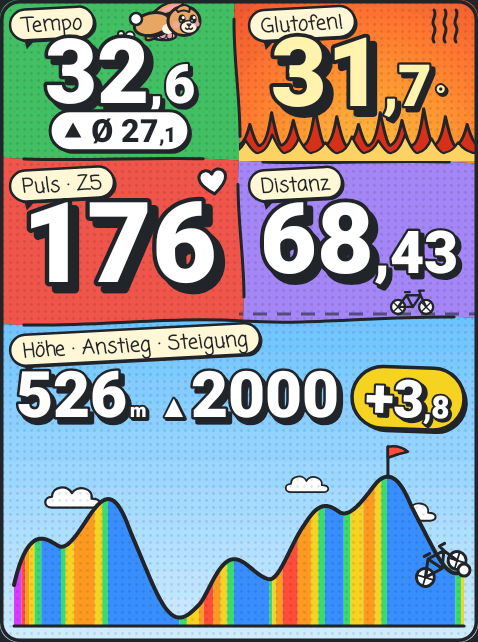 Tempo
32,6
▲ Ø 27,1
Glutofen!
31,7°
Puls · Z5
176
Distanz
68,43
Höhe · Anstieg · Steigung
526m ▲2000 +3,8